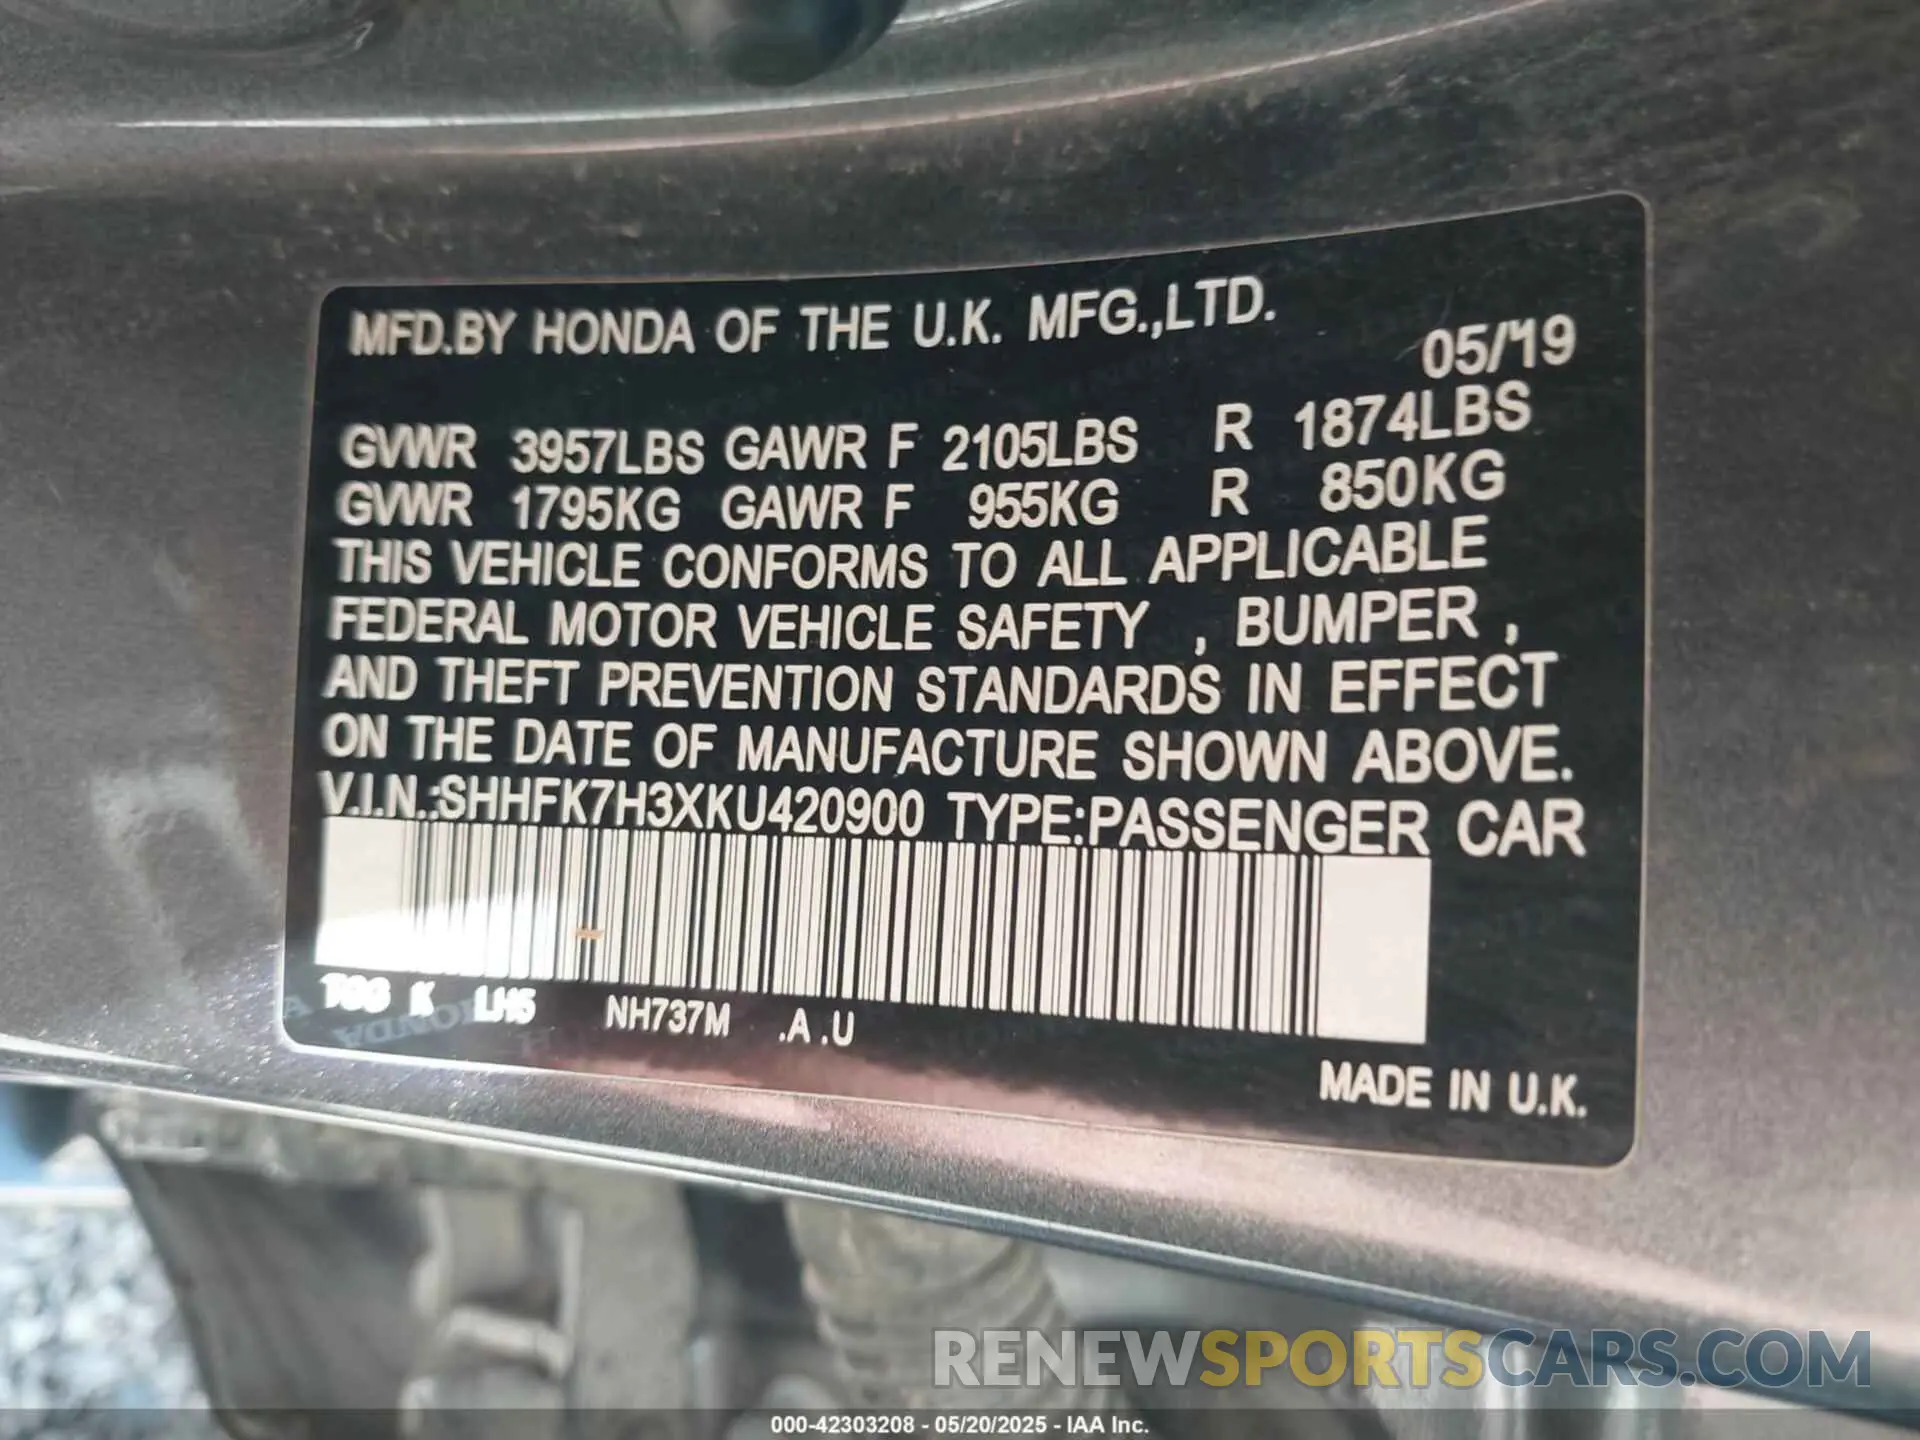 MFD.BY HONDA OF THE U.K. MFG.,LTD.
05/19
GVWR 3957LBS GAWR F 2105LBS R 1874LBS
GVWR 1795KG GAWR F 955KG R 850KG
THIS VEHICLE CONFORMS TO ALL APPLICABLE
FEDERAL MOTOR VEHICLE SAFETY , BUMPER ,
AND THEFT PREVENTION STANDARDS IN EFFECT
ON THE DATE OF MANUFACTURE SHOWN ABOVE.
V.I.N.:SHHFK7H3XKU420900 TYPE:PASSENGER CAR
K LH5 NH737M .A .U
MADE IN U.K.
RENEWSPORTSCARS.COM
000-42303208 - 05/20/2025 - IAA Inc.